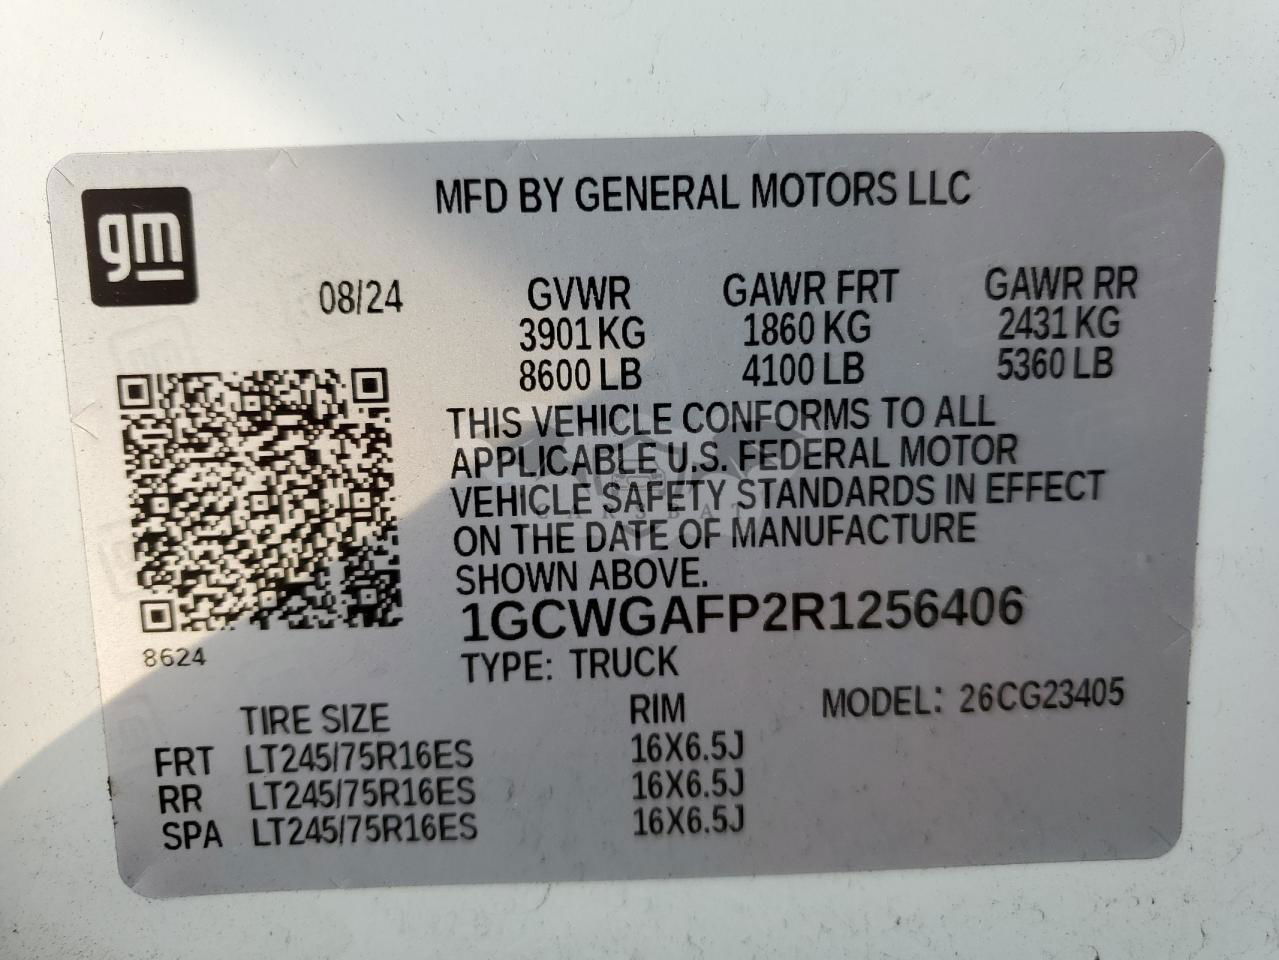 gm
MFD BY GENERAL MOTORS LLC
08/24
GVWR GAWR FRT GAWR RR
3901 KG 1860 KG 2431 KG
8600 LB 4100 LB 5360 LB
THIS VEHICLE CONFORMS TO ALL
APPLICABLE U.S. FEDERAL MOTOR
VEHICLE SAFETY STANDARDS IN EFFECT
CARSBAT
ON THE DATE OF MANUFACTURE
SHOWN ABOVE.
1GCWGAFP2R1256406
8624
TYPE: TRUCK
TIRE SIZE RIM MODEL: 26CG23405
FRT LT245/75R16ES 16X6.5J
RR LT245/75R16ES 16X6.5J
SPA LT245/75R16ES 16X6.5J